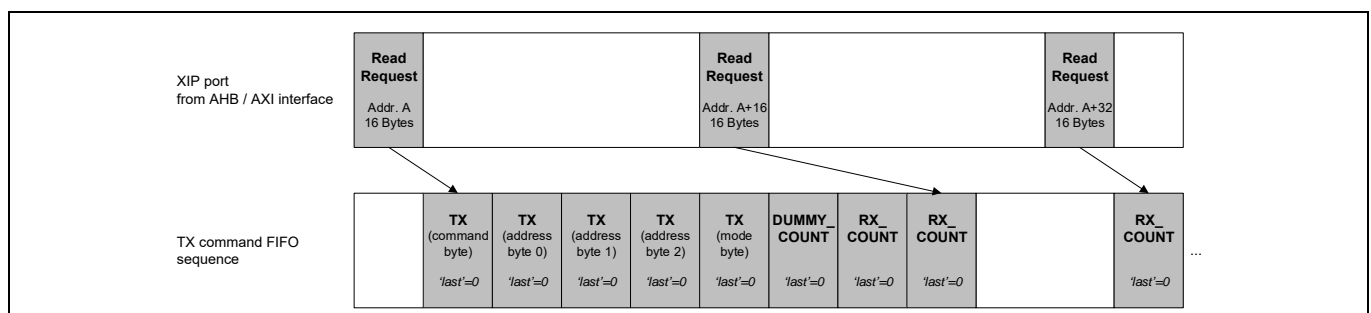 XIP port
from AHB / AXI interface
Read
Request
Addr. A
16 Bytes
Read
Request
Addr. A+16
16 Bytes
Read
Request
Addr. A+32
16 Bytes
TX command FIFO
sequence
TX
(command
byte)
'last'=0
TX
(address
byte 0)
'last'=0
TX
(address
byte 1)
'last'=0
TX
(address
byte 2)
'last'=0
TX
(mode
byte)
'last'=0
DUMMY_
COUNT
'last'=0
RX_
COUNT
'last'=0
RX_
COUNT
'last'=0
RX_
COUNT
'last'=0
...